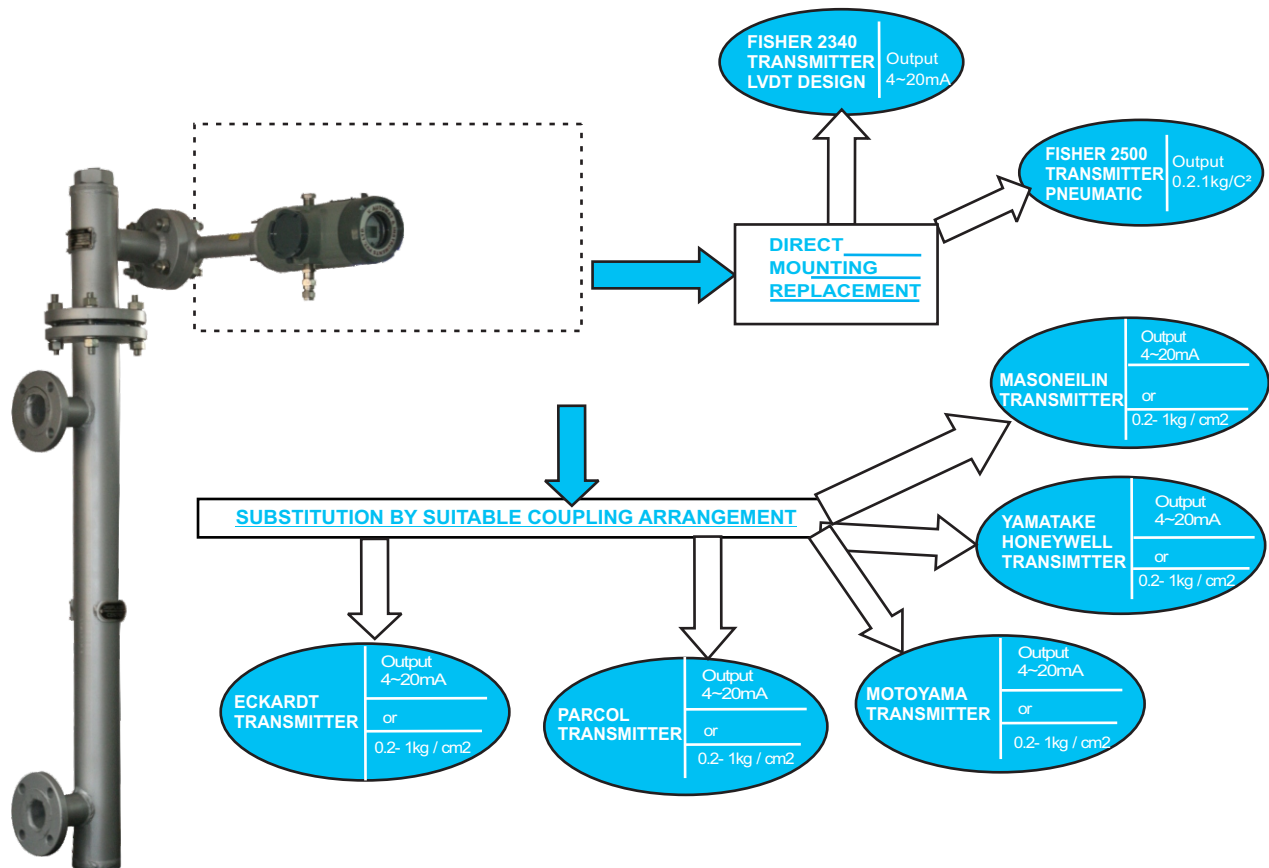 FISHER 2340
TRANSMITTER
LVDT DESIGN
Output
4~20mA
FISHER 2500
TRANSMITTER
PNEUMATIC
Output
0.2.1kg/C²
DIRECT
MOUNTING
REPLACEMENT
MASONEILIN
TRANSMITTER
Output
4~20mA
or
0.2- 1kg / cm2
SUBSTITUTION BY SUITABLE COUPLING ARRANGEMENT
YAMATAKE
HONEYWELL
TRANSIMTTER
Output
4~20mA
or
0.2- 1kg / cm2
ECKARDT
TRANSMITTER
Output
4~20mA
or
0.2- 1kg / cm2
PARCOL
TRANSMITTER
Output
4~20mA
or
0.2- 1kg / cm2
MOTOYAMA
TRANSMITTER
Output
4~20mA
or
0.2- 1kg / cm2